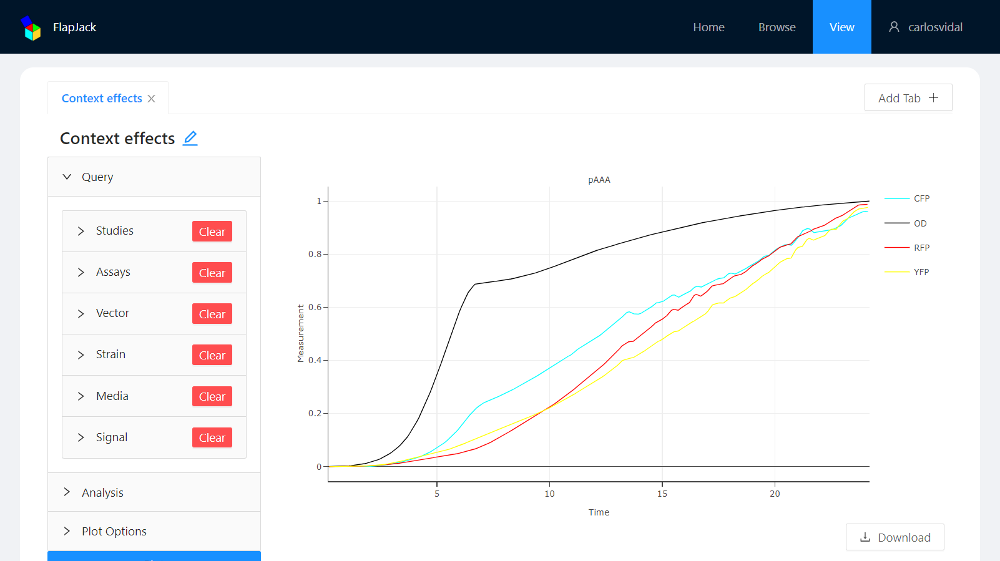 FlapJack
Home
Browse
View
carlosvidal
Context effects
Add Tab
Context effects
Query
Studies
Clear
Assays
Clear
Vector
Clear
Strain
Clear
Media
Clear
Signal
Clear
Analysis
Plot Options
pAAA
Measurement
1
0.8
0.6
0.4
0.2
0
5
10
15
20
Time
CFP
OD
RFP
YFP
Download